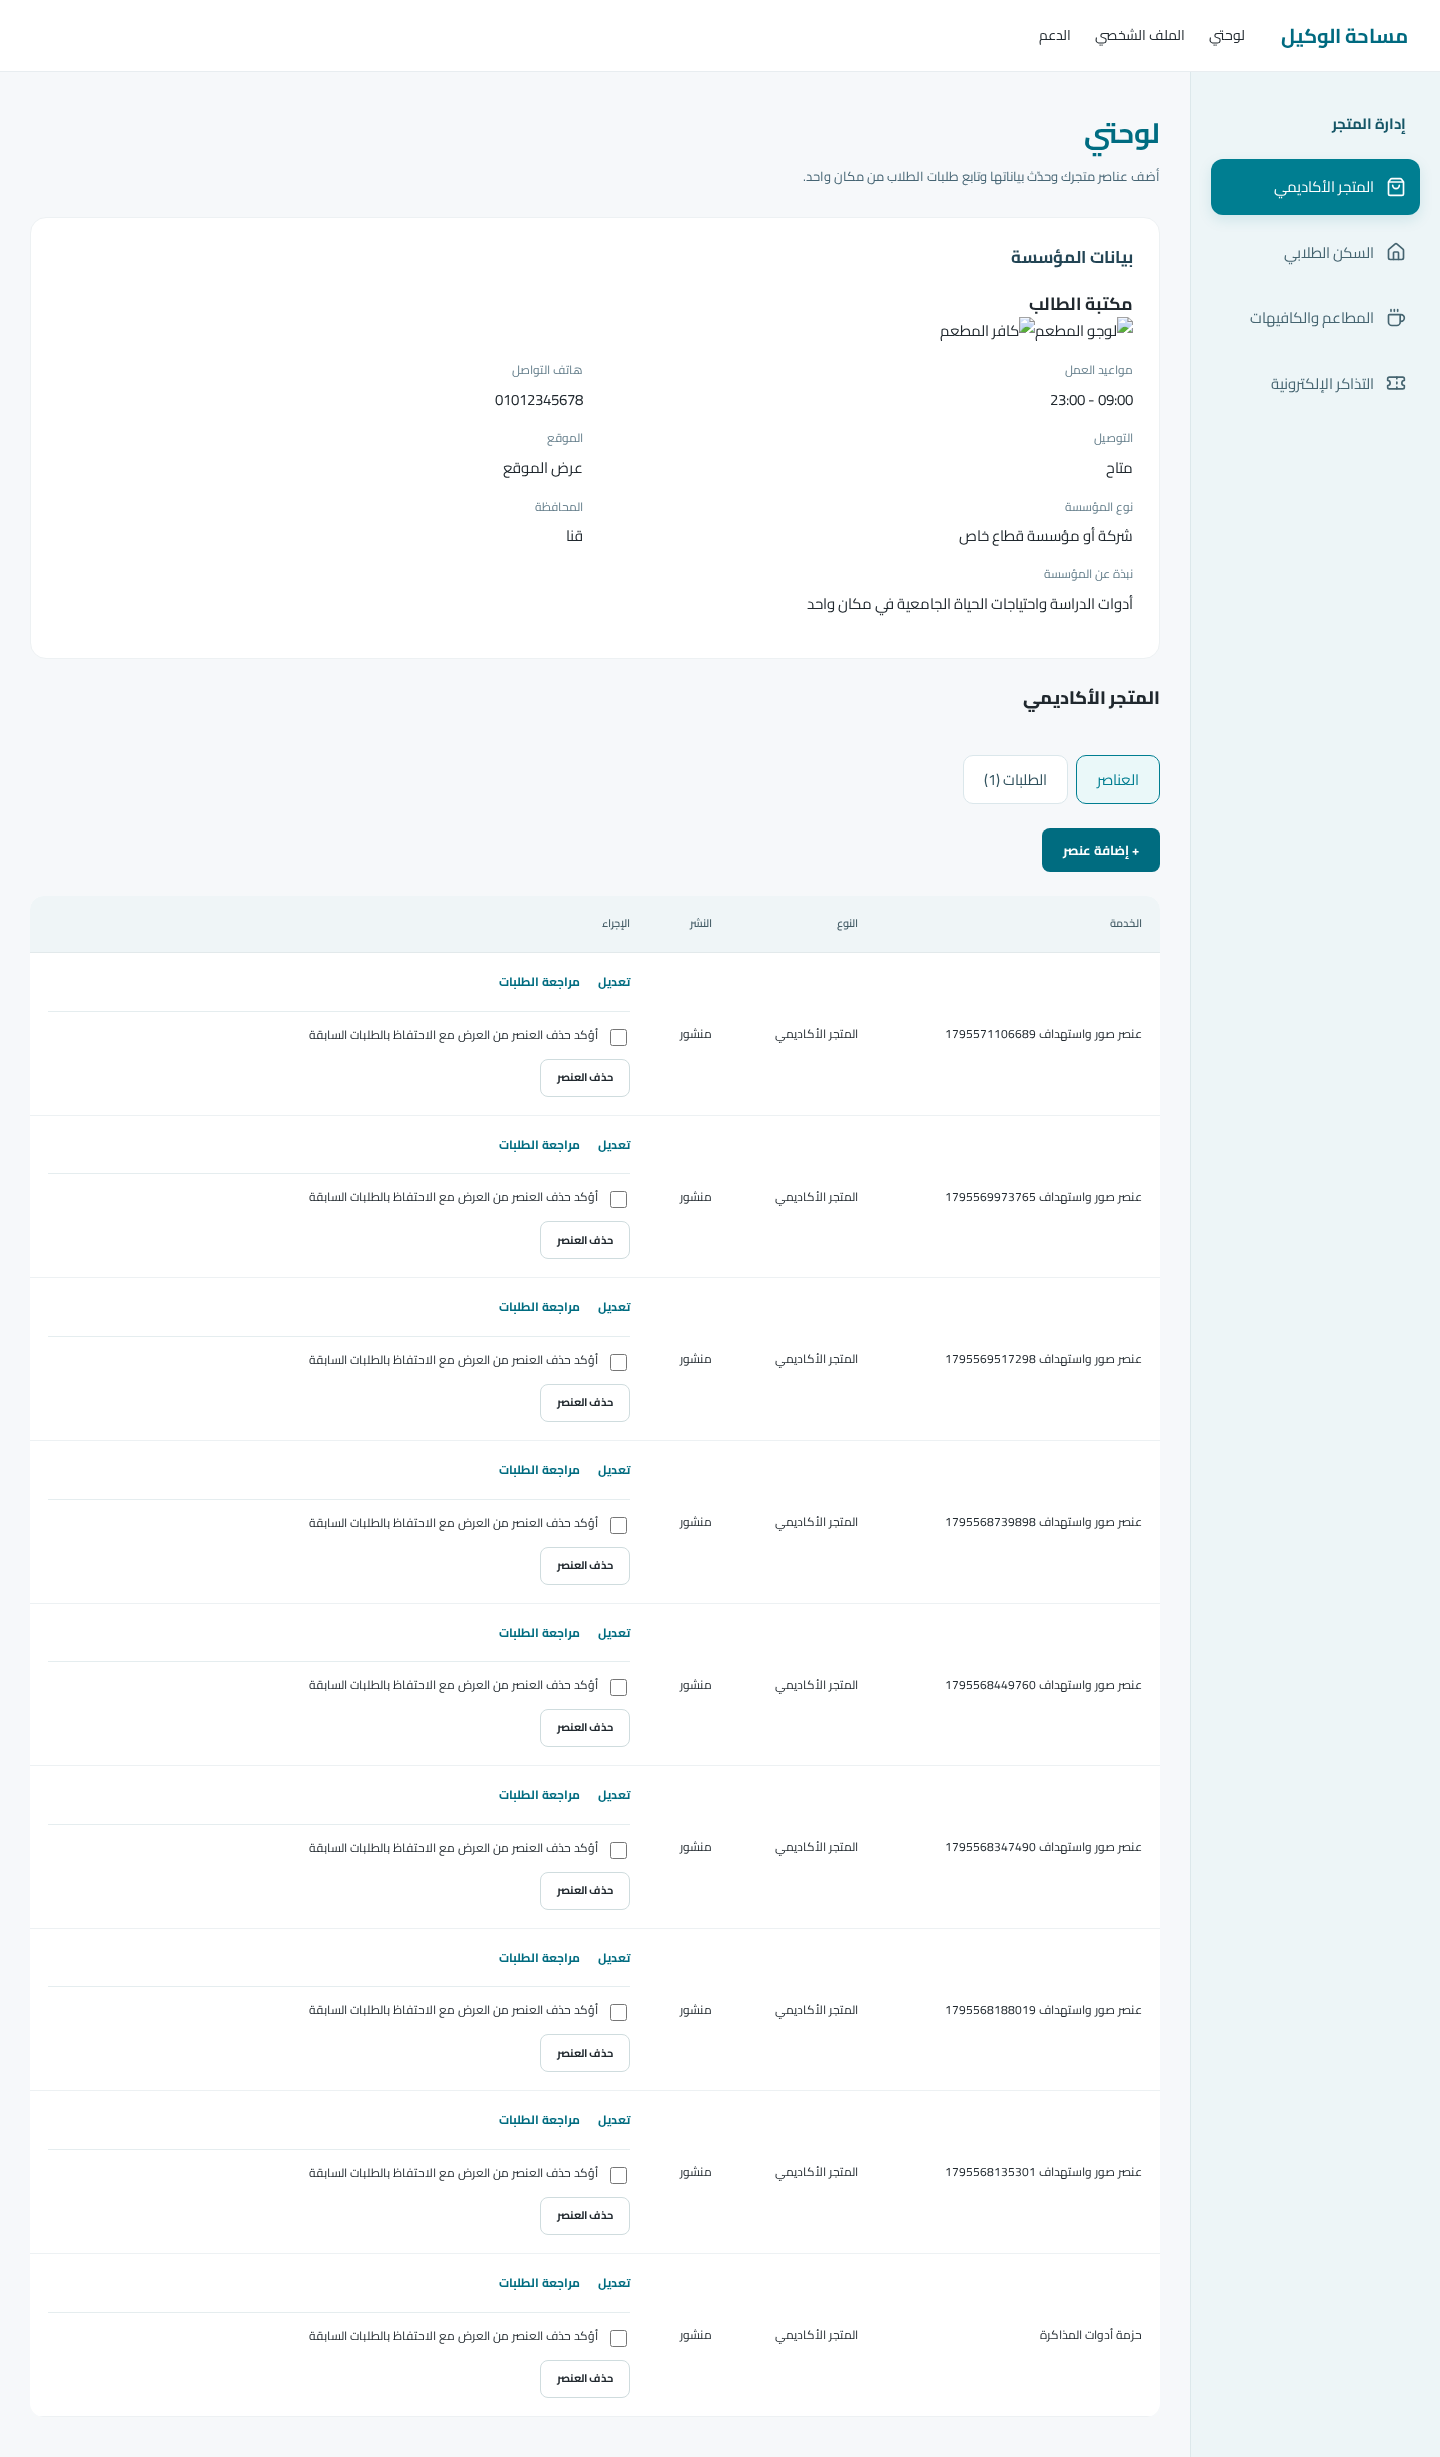 مساحة الوكيل
لوحتي
الملف الشخصي
الدعم
إدارة المتجر
المتجر الأكاديمي
السكن الطلابي
المطاعم والكافيهات
التذاكر الإلكترونية
لوحتي
أضف عناصر متجرك وحدّث بياناتها وتابع طلبات الطلاب من مكان واحد.
بيانات المؤسسة
مكتبة الطالب
لوجو المطعم كافر المطعم
مواعيد العمل
09:00 - 23:00
هاتف التواصل
01012345678
التوصيل
متاح
الموقع
عرض الموقع
نوع المؤسسة
شركة أو مؤسسة قطاع خاص
المحافظة
قنا
نبذة عن المؤسسة
أدوات الدراسة واحتياجات الحياة الجامعية في مكان واحد
المتجر الأكاديمي
العناصر
الطلبات (1)
+ إضافة عنصر
الخدمة النوع النشر الإجراء
تعديل مراجعة الطلبات
عنصر صور واستهداف 1795571106689 المتجر الأكاديمي منشور أؤكد حذف العنصر من العرض مع الاحتفاظ بالطلبات السابقة
حذف العنصر
تعديل مراجعة الطلبات
عنصر صور واستهداف 1795569973765 المتجر الأكاديمي منشور أؤكد حذف العنصر من العرض مع الاحتفاظ بالطلبات السابقة
حذف العنصر
تعديل مراجعة الطلبات
عنصر صور واستهداف 1795569517298 المتجر الأكاديمي منشور أؤكد حذف العنصر من العرض مع الاحتفاظ بالطلبات السابقة
حذف العنصر
تعديل مراجعة الطلبات
عنصر صور واستهداف 1795568739898 المتجر الأكاديمي منشور أؤكد حذف العنصر من العرض مع الاحتفاظ بالطلبات السابقة
حذف العنصر
تعديل مراجعة الطلبات
عنصر صور واستهداف 1795568449760 المتجر الأكاديمي منشور أؤكد حذف العنصر من العرض مع الاحتفاظ بالطلبات السابقة
حذف العنصر
تعديل مراجعة الطلبات
عنصر صور واستهداف 1795568347490 المتجر الأكاديمي منشور أؤكد حذف العنصر من العرض مع الاحتفاظ بالطلبات السابقة
حذف العنصر
تعديل مراجعة الطلبات
عنصر صور واستهداف 1795568188019 المتجر الأكاديمي منشور أؤكد حذف العنصر من العرض مع الاحتفاظ بالطلبات السابقة
حذف العنصر
تعديل مراجعة الطلبات
عنصر صور واستهداف 1795568135301 المتجر الأكاديمي منشور أؤكد حذف العنصر من العرض مع الاحتفاظ بالطلبات السابقة
حذف العنصر
تعديل مراجعة الطلبات
حزمة أدوات المذاكرة المتجر الأكاديمي منشور أؤكد حذف العنصر من العرض مع الاحتفاظ بالطلبات السابقة
حذف العنصر